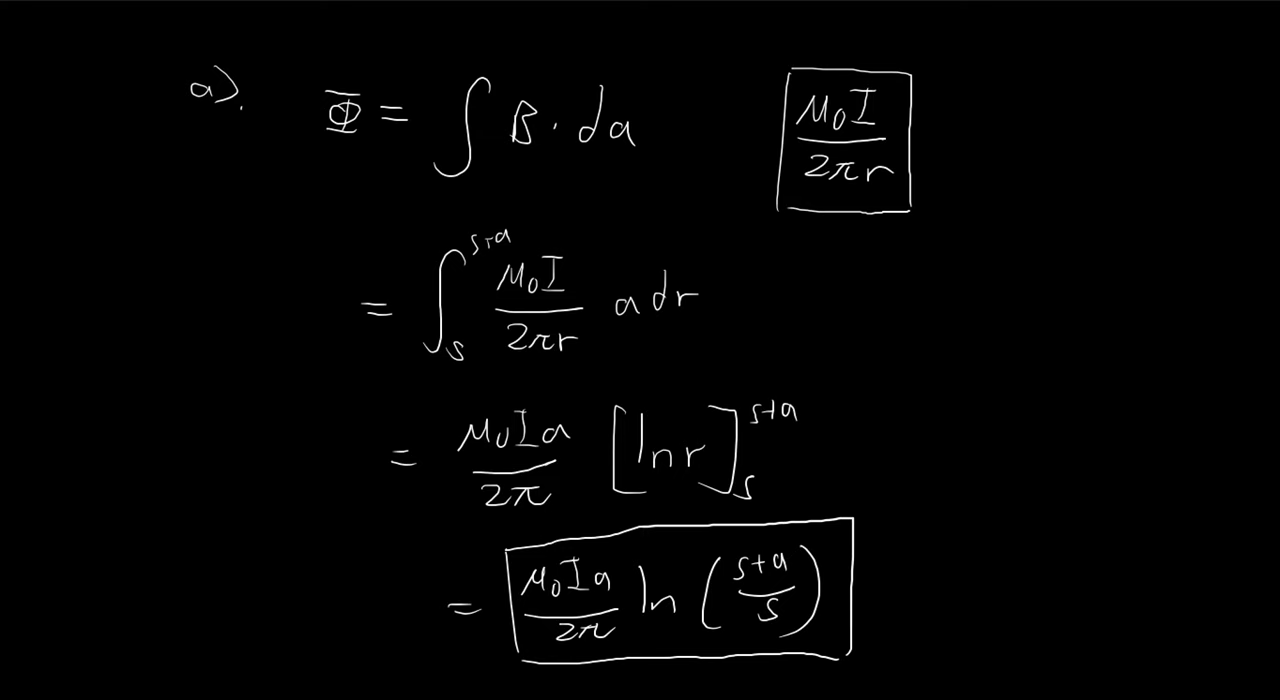 a). Φ = ∫ B · da
μ₀I / 2πr
= ∫ₛ^{s+a} μ₀I / 2πr a dr
= μ₀Ia / 2π [ln r]ₛ^{s+a}
= μ₀Ia / 2π ln ( s+a / s )